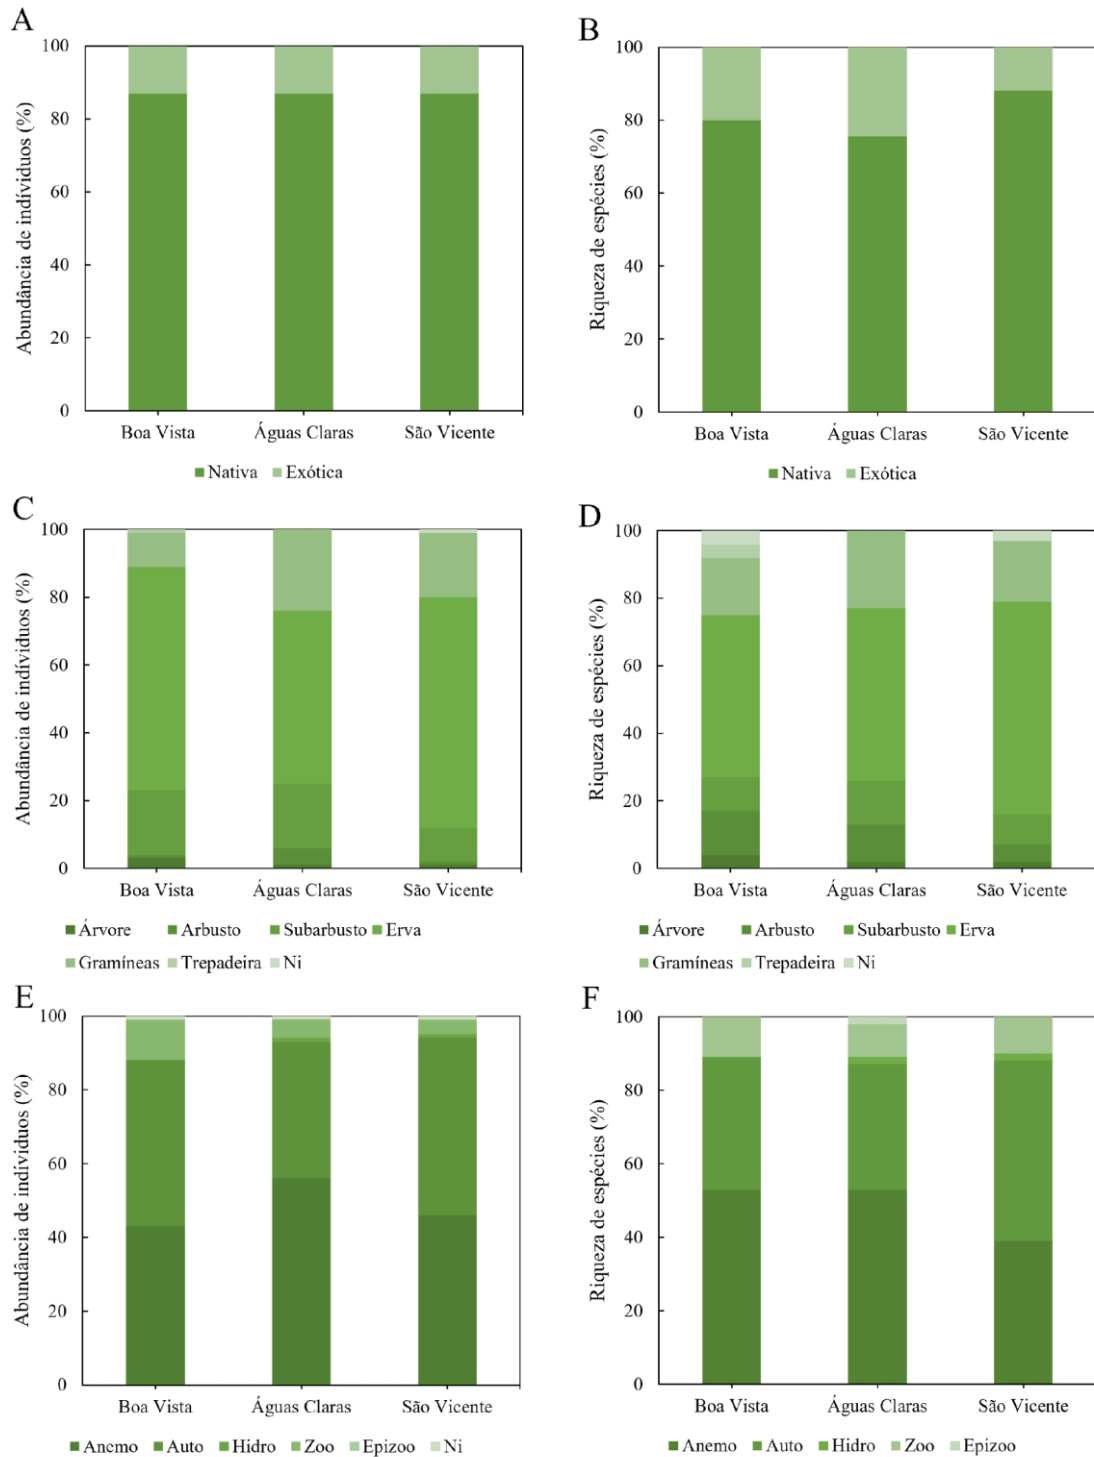 A
Abundância de indivíduos (%)
100
80
60
40
20
0
Boa Vista Águas Claras São Vicente
Nativa Exótica
B
Riqueza de espécies (%)
100
80
60
40
20
0
Boa Vista Águas Claras São Vicente
Nativa Exótica
C
Abundância de indivíduos (%)
100
80
60
40
20
0
Boa Vista Águas Claras São Vicente
Árvore Arbusto Subarbusto Erva
Gramíneas Trepadeira Ni
D
Riqueza de espécies (%)
100
80
60
40
20
0
Boa Vista Águas Claras São Vicente
Árvore Arbusto Subarbusto Erva
Gramíneas Trepadeira Ni
E
Abundância de indivíduos (%)
100
80
60
40
20
0
Boa Vista Águas Claras São Vicente
Anemo Auto Hidro Zoo Epizoo Ni
F
Riqueza de espécies (%)
100
80
60
40
20
0
Boa Vista Águas Claras São Vicente
Anemo Auto Hidro Zoo Epizoo